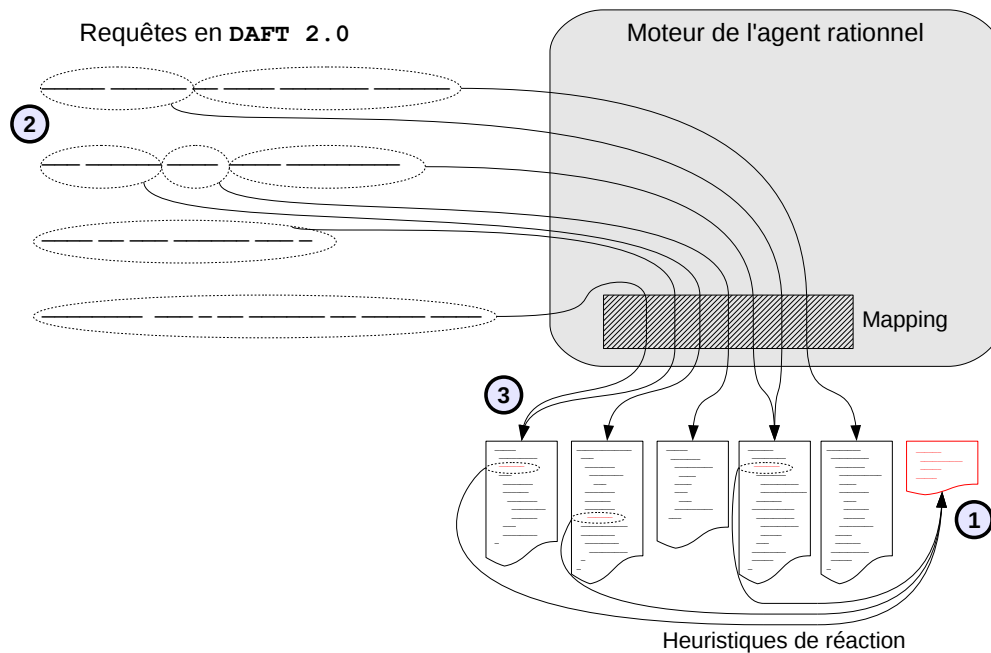 Requêtes en DAFT 2.0
Moteur de l'agent rationnel
2
Mapping
3
1
Heuristiques de réaction